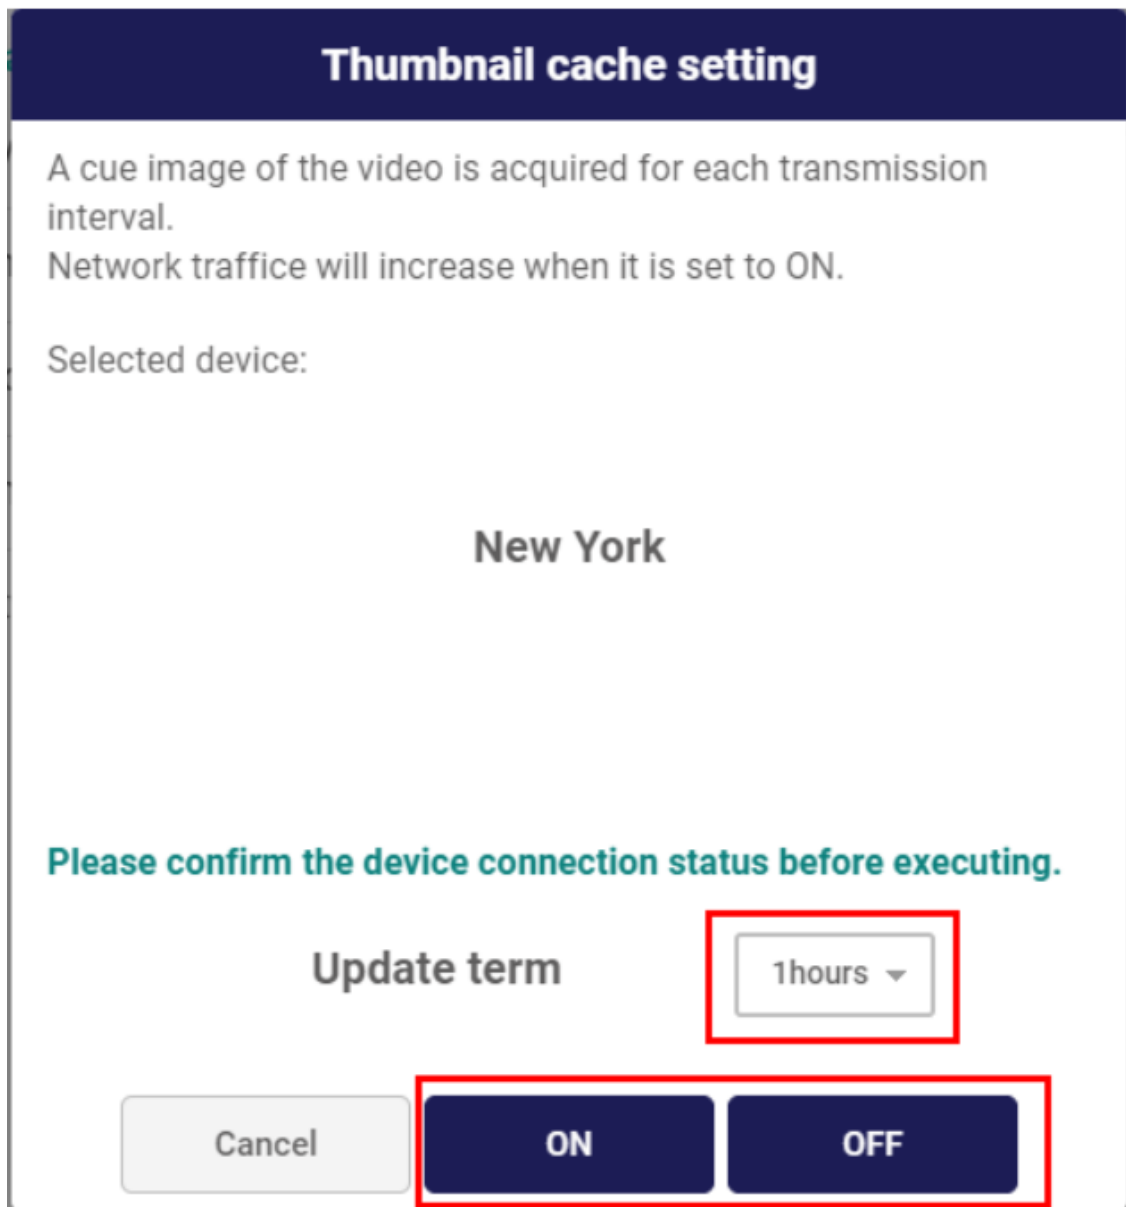 Thumbnail cache setting
A cue image of the video is acquired for each transmission
interval.
Network traffice will increase when it is set to ON.
Selected device:
New York
Please confirm the device connection status before executing.
Update term 1hours
Cancel ON OFF